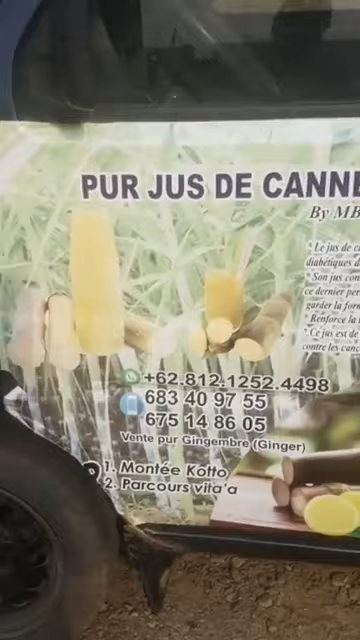 PUR JUS DE CANNE
By MB
* Le jus de c
diabétiques d
* Son jus con
ce dernier per
garder la form
* Renforce la
* Ce jus est de
contre les canc
+62.812.1252.4498
683 40 97 55
675 14 86 05
Vente pur Gingembre (Ginger)
1. Montée Kotto
2. Parcours vita'a